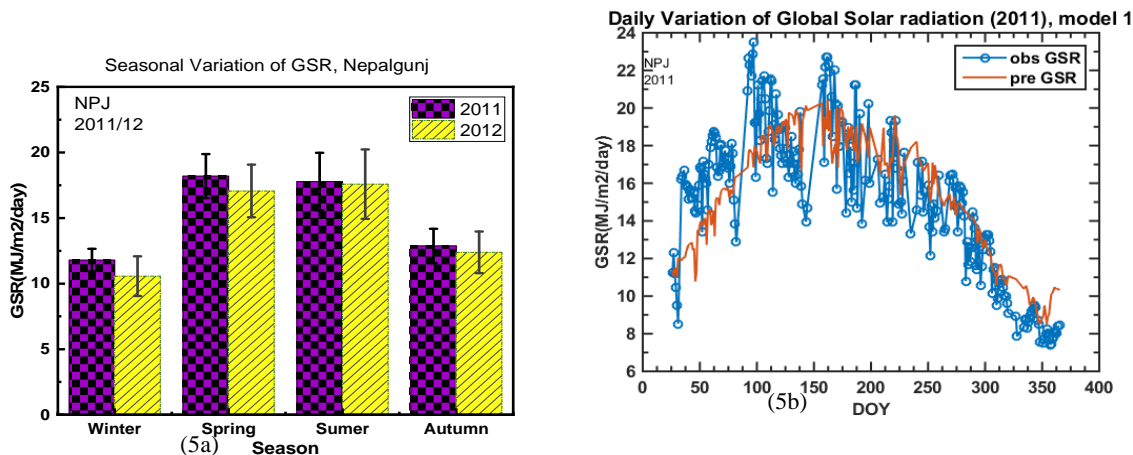 Seasonal Variation of GSR, Nepalgunj
NPJ
2011/12
2011
2012
GSR(MJ/m2/day)
25
20
15
10
5
0
Winter Spring Sumer Autumn
(5a)
Season
Daily Variation of Global Solar radiation (2011), model 1
NPJ
2011
obs GSR
pre GSR
GSR(MJ/m2/day)
24
22
20
18
16
14
12
10
8
6
0 50 100 150 200 250 300 350 400
(5b)
DOY